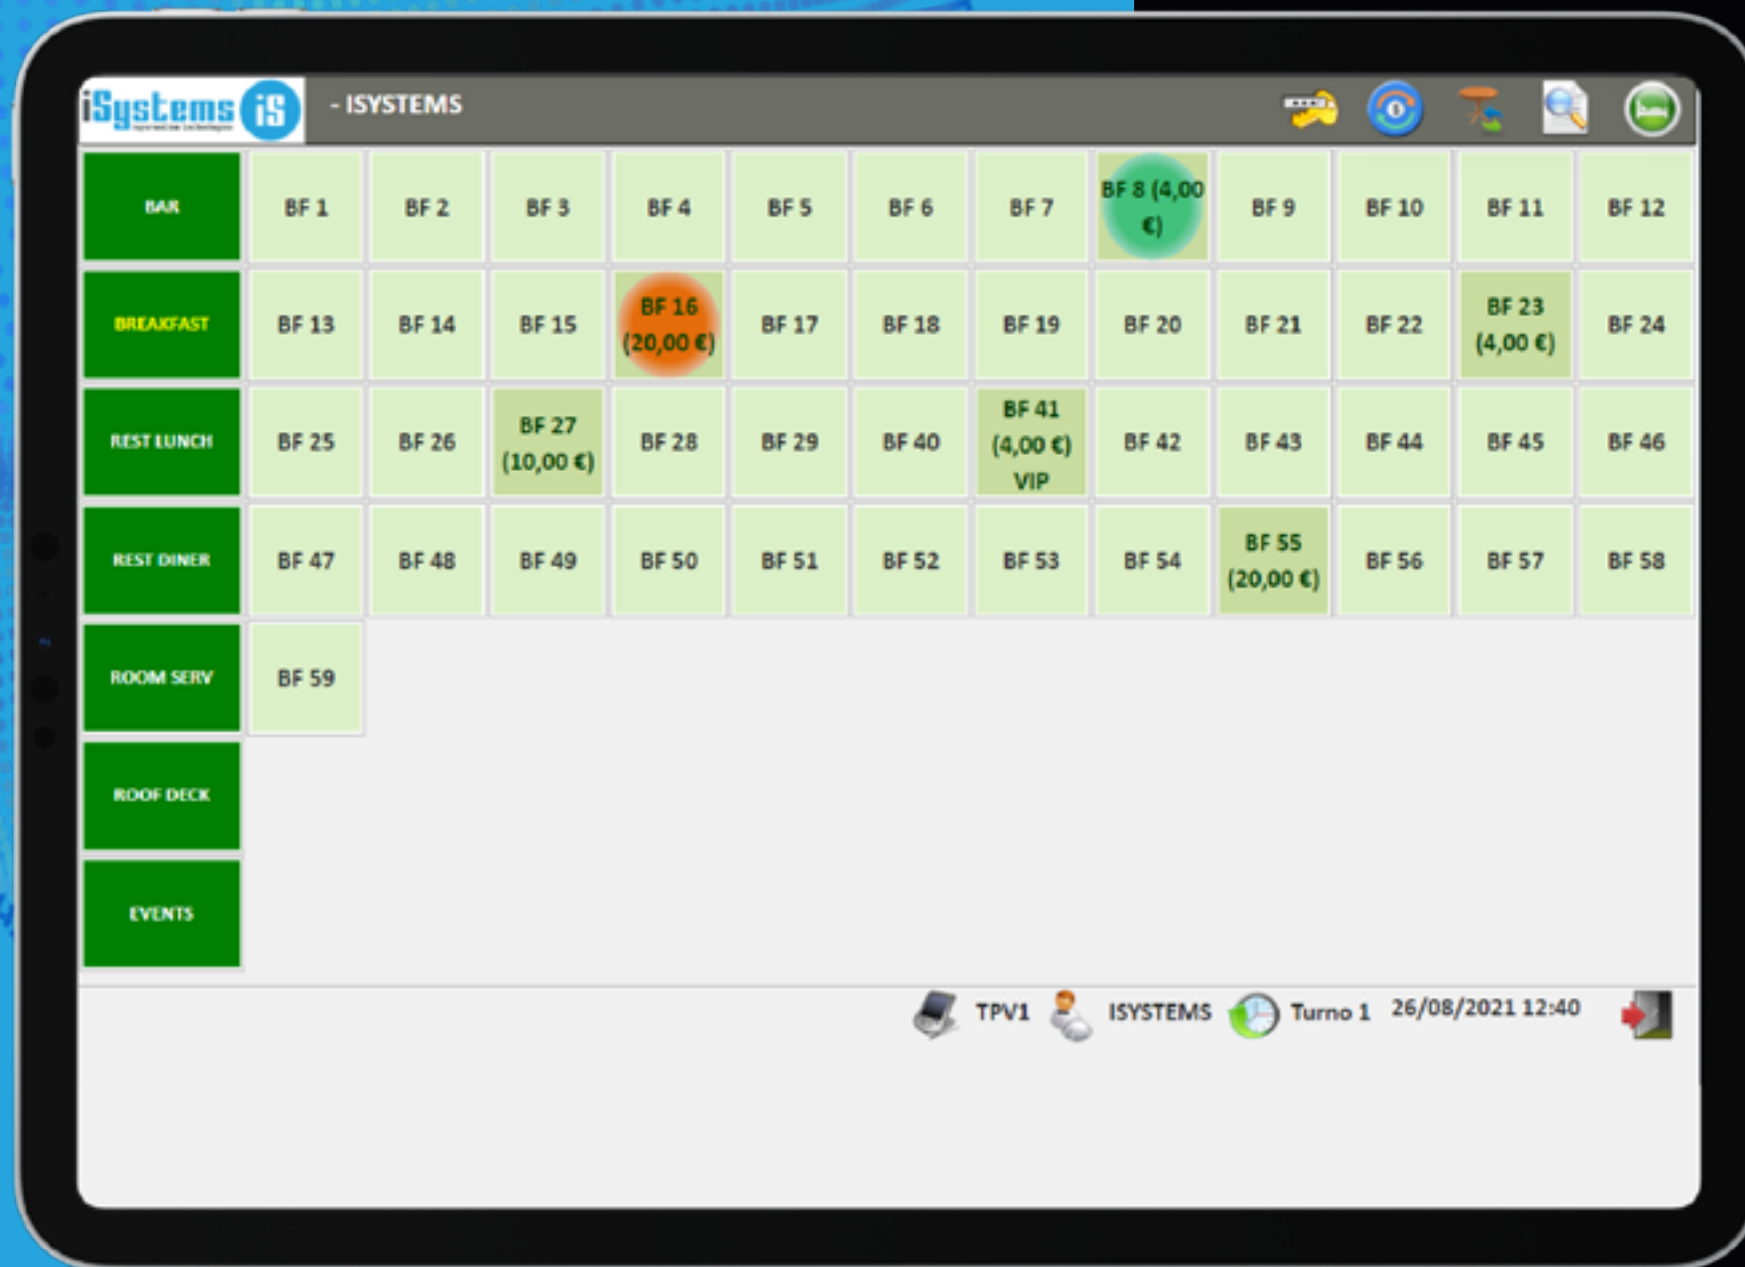 iSystems iS
- ISYSTEMS
BAR
BF 1
BF 2
BF 3
BF 4
BF 5
BF 6
BF 7
BF 8 (4,00
€)
BF 9
BF 10
BF 11
BF 12
BREAKFAST
BF 13
BF 14
BF 15
BF 16
(20,00 €)
BF 17
BF 18
BF 19
BF 20
BF 21
BF 22
BF 23
(4,00 €)
BF 24
REST LUNCH
BF 25
BF 26
BF 27
(10,00 €)
BF 28
BF 29
BF 40
BF 41
(4,00 €)
VIP
BF 42
BF 43
BF 44
BF 45
BF 46
REST DINER
BF 47
BF 48
BF 49
BF 50
BF 51
BF 52
BF 53
BF 54
BF 55
(20,00 €)
BF 56
BF 57
BF 58
ROOM SERV
BF 59
ROOF DECK
EVENTS
TPV1
ISYSTEMS
Turno 1
26/08/2021 12:40